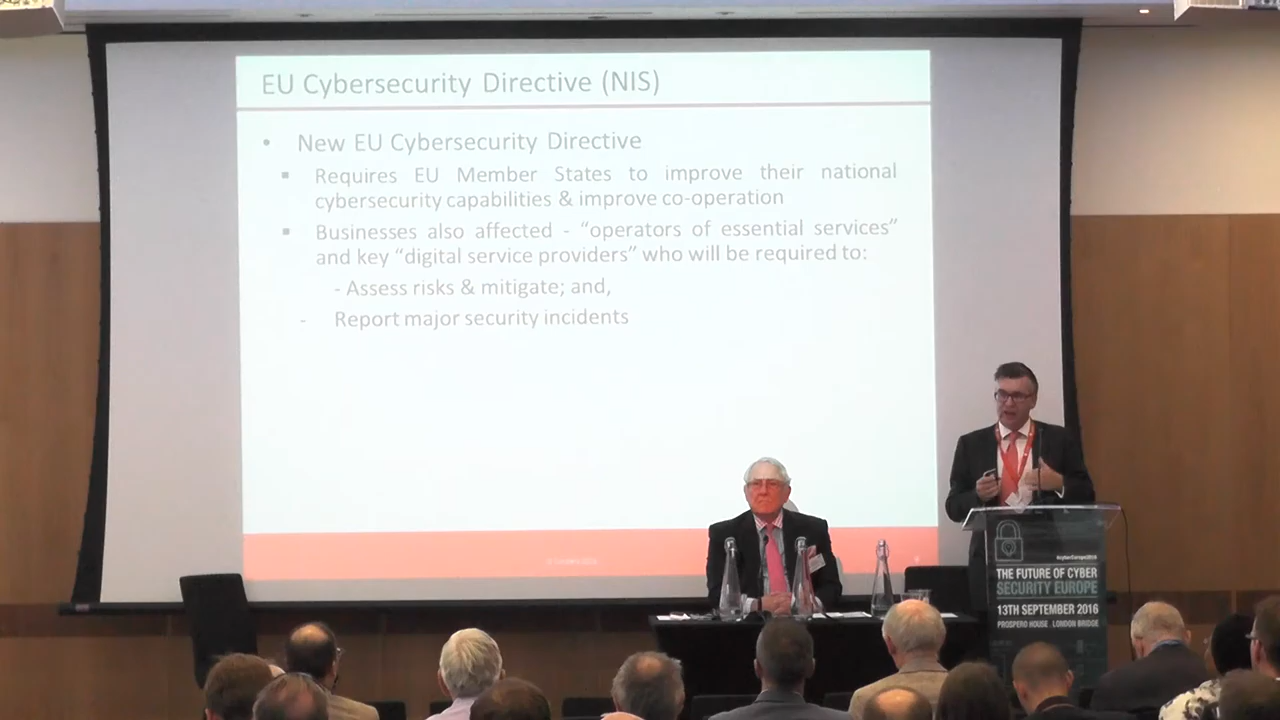 EU Cybersecurity Directive (NIS)
• New EU Cybersecurity Directive
▪ Requires EU Member States to improve their national
cybersecurity capabilities & improve co-operation
▪ Businesses also affected - “operators of essential services”
and key “digital service providers” who will be required to:
- Assess risks & mitigate; and,
- Report major security incidents
#cyberEurope2016
THE FUTURE OF CYBER
SECURITY EUROPE
13TH SEPTEMBER 2016
PROSPERO HOUSE . LONDON BRIDGE